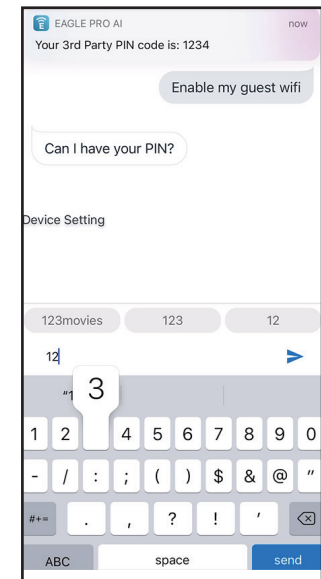 EAGLE PRO AI now
Your 3rd Party PIN code is: 1234
Enable my guest wifi
Can I have your PIN?
Device Setting
123movies 123 12
12
"1
3
1 2 4 5 6 7 8 9 0
- / : ; ( ) $ & @ "
#+= . , ? ! '
ABC space send